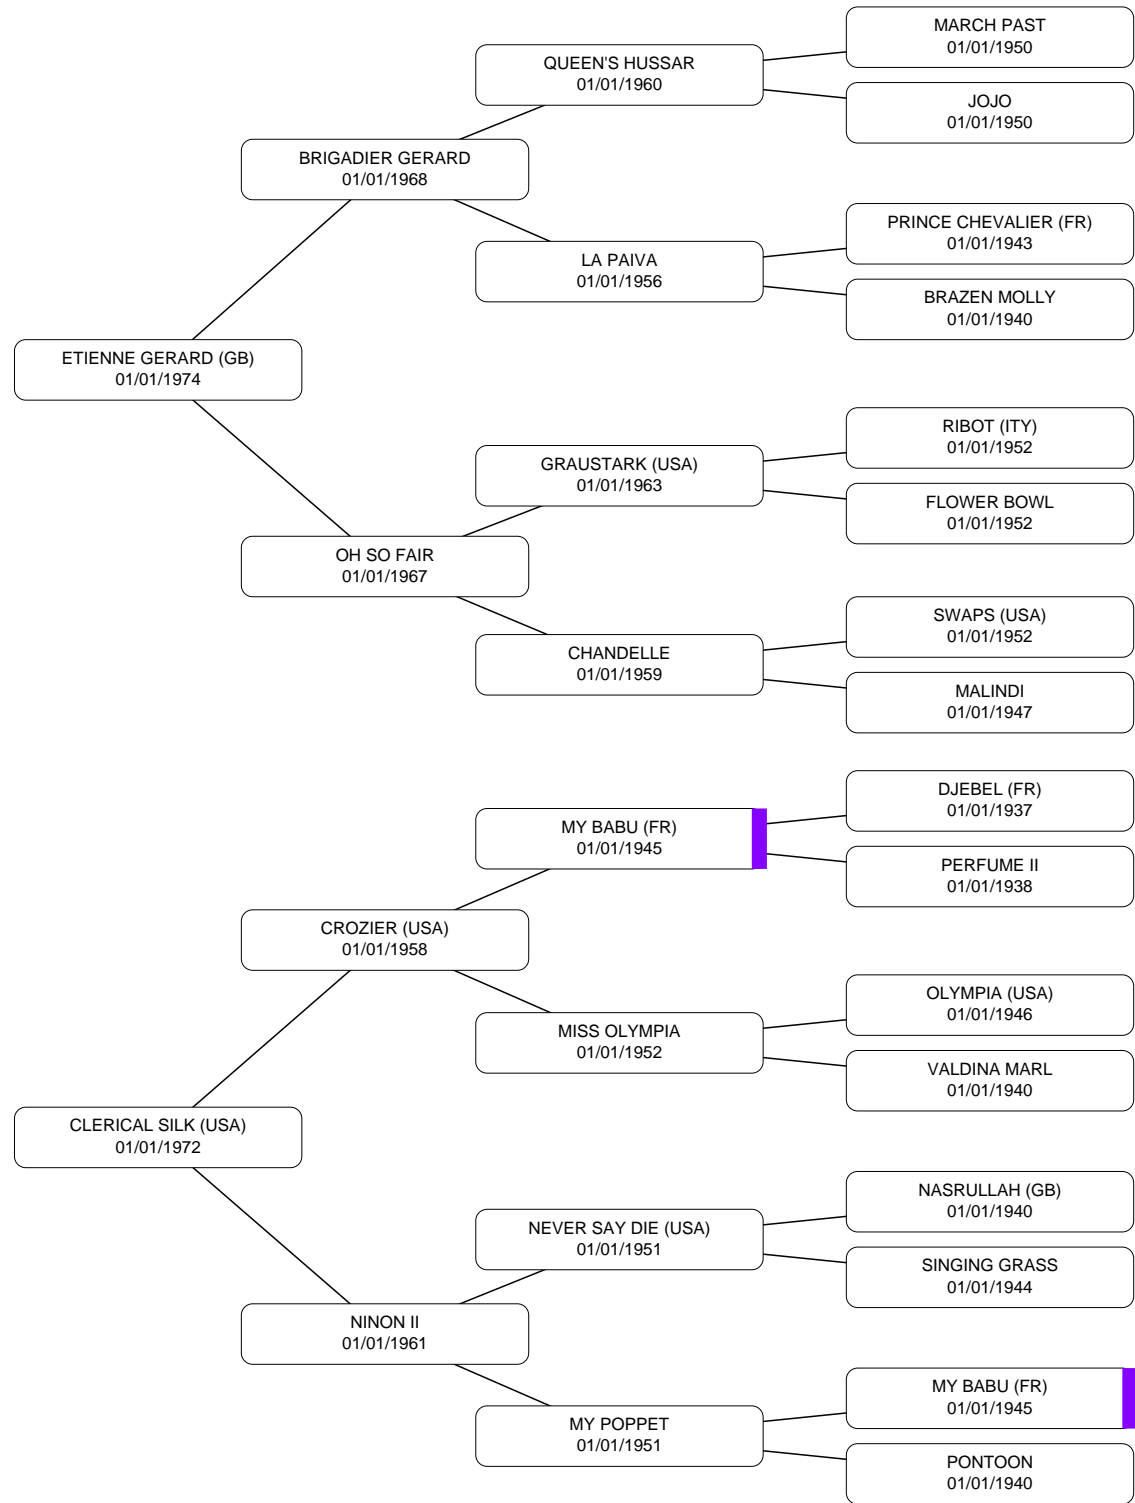 MARCH PAST
01/01/1950
QUEEN'S HUSSAR
01/01/1960
JOJO
01/01/1950
BRIGADIER GERARD
01/01/1968
PRINCE CHEVALIER (FR)
01/01/1943
LA PAIVA
01/01/1956
BRAZEN MOLLY
01/01/1940
ETIENNE GERARD (GB)
01/01/1974
RIBOT (ITY)
01/01/1952
GRAUSTARK (USA)
01/01/1963
FLOWER BOWL
01/01/1952
OH SO FAIR
01/01/1967
SWAPS (USA)
01/01/1952
CHANDELLE
01/01/1959
MALINDI
01/01/1947
DJEBEL (FR)
01/01/1937
MY BABU (FR)
01/01/1945
PERFUME II
01/01/1938
CROZIER (USA)
01/01/1958
OLYMPIA (USA)
01/01/1946
MISS OLYMPIA
01/01/1952
VALDINA MARL
01/01/1940
CLERICAL SILK (USA)
01/01/1972
NASRULLAH (GB)
01/01/1940
NEVER SAY DIE (USA)
01/01/1951
SINGING GRASS
01/01/1944
NINON II
01/01/1961
MY BABU (FR)
01/01/1945
MY POPPET
01/01/1951
PONTOON
01/01/1940